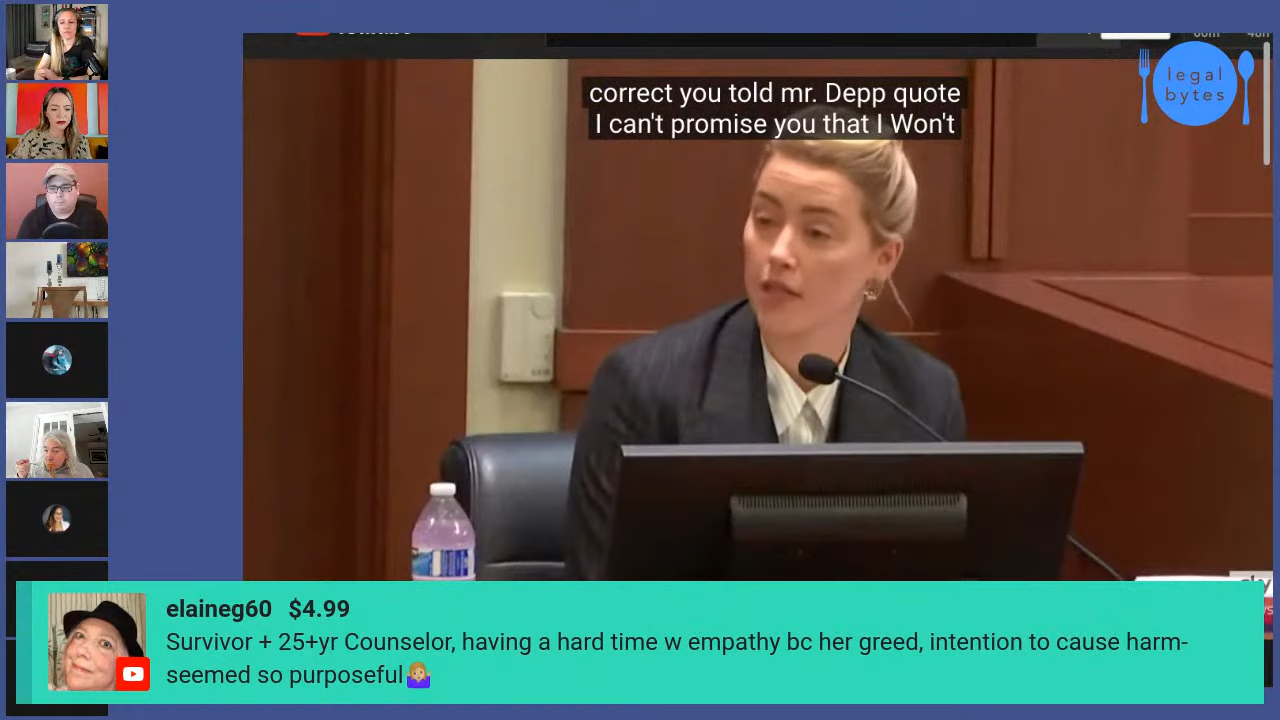 correct you told mr. Depp quote
I can't promise you that I Won't
legal
bytes
elaineg60 $4.99
Survivor + 25+yr Counselor, having a hard time w empathy bc her greed, intention to cause harm-
seemed so purposeful🤷🏼‍♀️